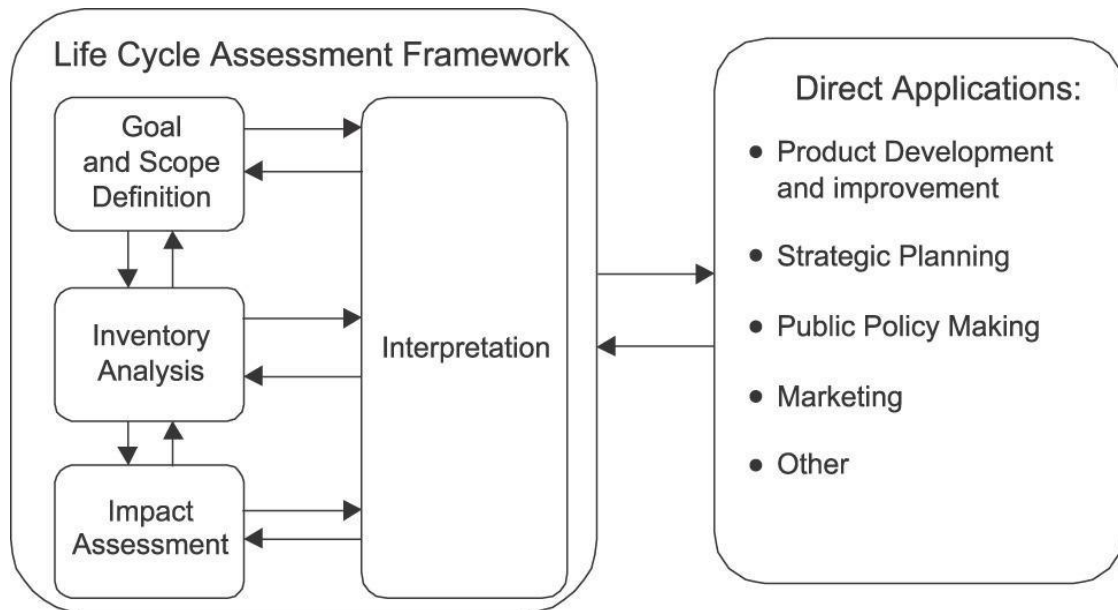 Life Cycle Assessment Framework
Goal
and Scope
Definition
Inventory
Analysis
Impact
Assessment
Interpretation
Direct Applications:
• Product Development
and improvement
• Strategic Planning
• Public Policy Making
• Marketing
• Other